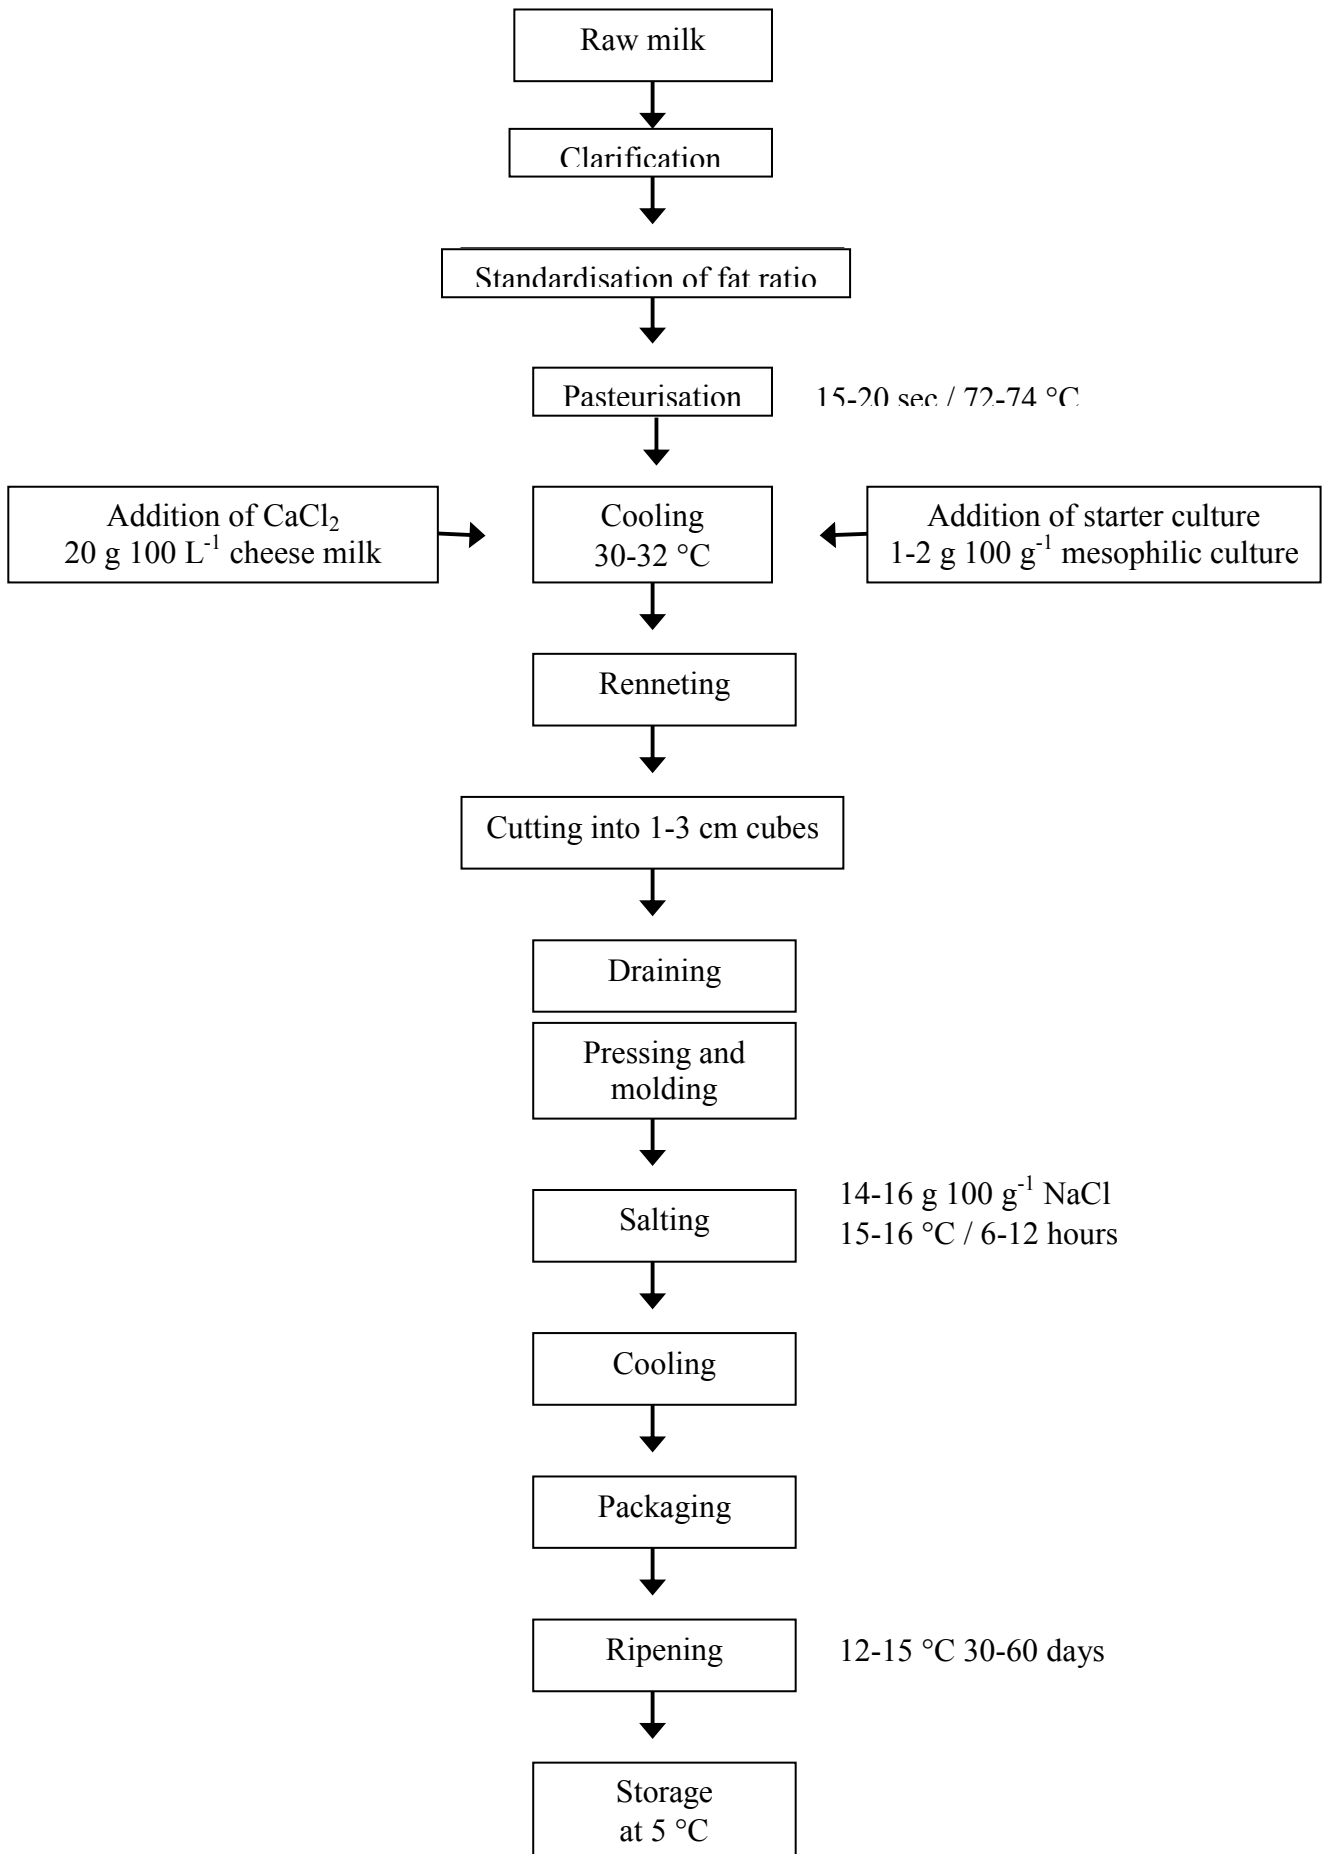 Raw milk
Clarification
Standardisation of fat ratio
Pasteurisation
15-20 sec / 72-74 °C
Addition of CaCl₂
20 g 100 L⁻¹ cheese milk
Cooling
30-32 °C
Addition of starter culture
1-2 g 100 g⁻¹ mesophilic culture
Renneting
Cutting into 1-3 cm cubes
Draining
Pressing and
molding
Salting
14-16 g 100 g⁻¹ NaCl
15-16 °C / 6-12 hours
Cooling
Packaging
Ripening
12-15 °C 30-60 days
Storage
at 5 °C